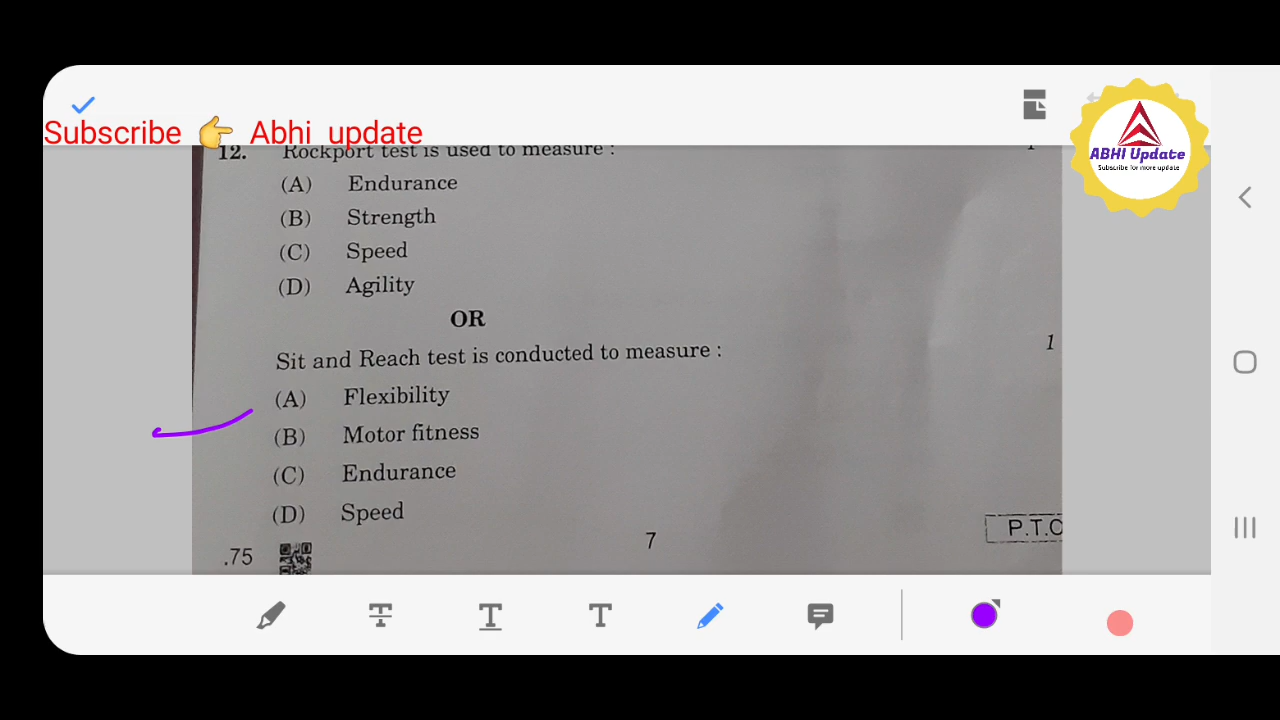 Subscribe 👉 Abhi update
ABHI Update
Subscribe for more update
12. Rockport test is used to measure :
(A) Endurance
(B) Strength
(C) Speed
(D) Agility
OR
Sit and Reach test is conducted to measure : 1
(A) Flexibility
(B) Motor fitness
(C) Endurance
(D) Speed
.75 7 P.T.O